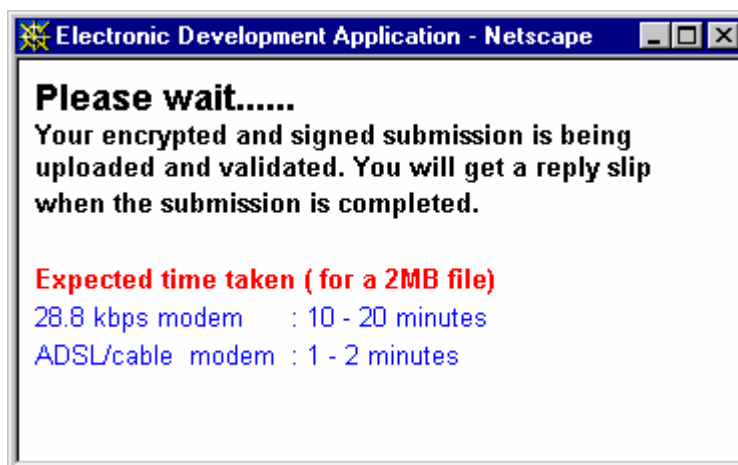 Electronic Development Application - Netscape
Please wait......
Your encrypted and signed submission is being
uploaded and validated. You will get a reply slip
when the submission is completed.
Expected time taken ( for a 2MB file)
28.8 kbps modem : 10 - 20 minutes
ADSL/cable modem : 1 - 2 minutes